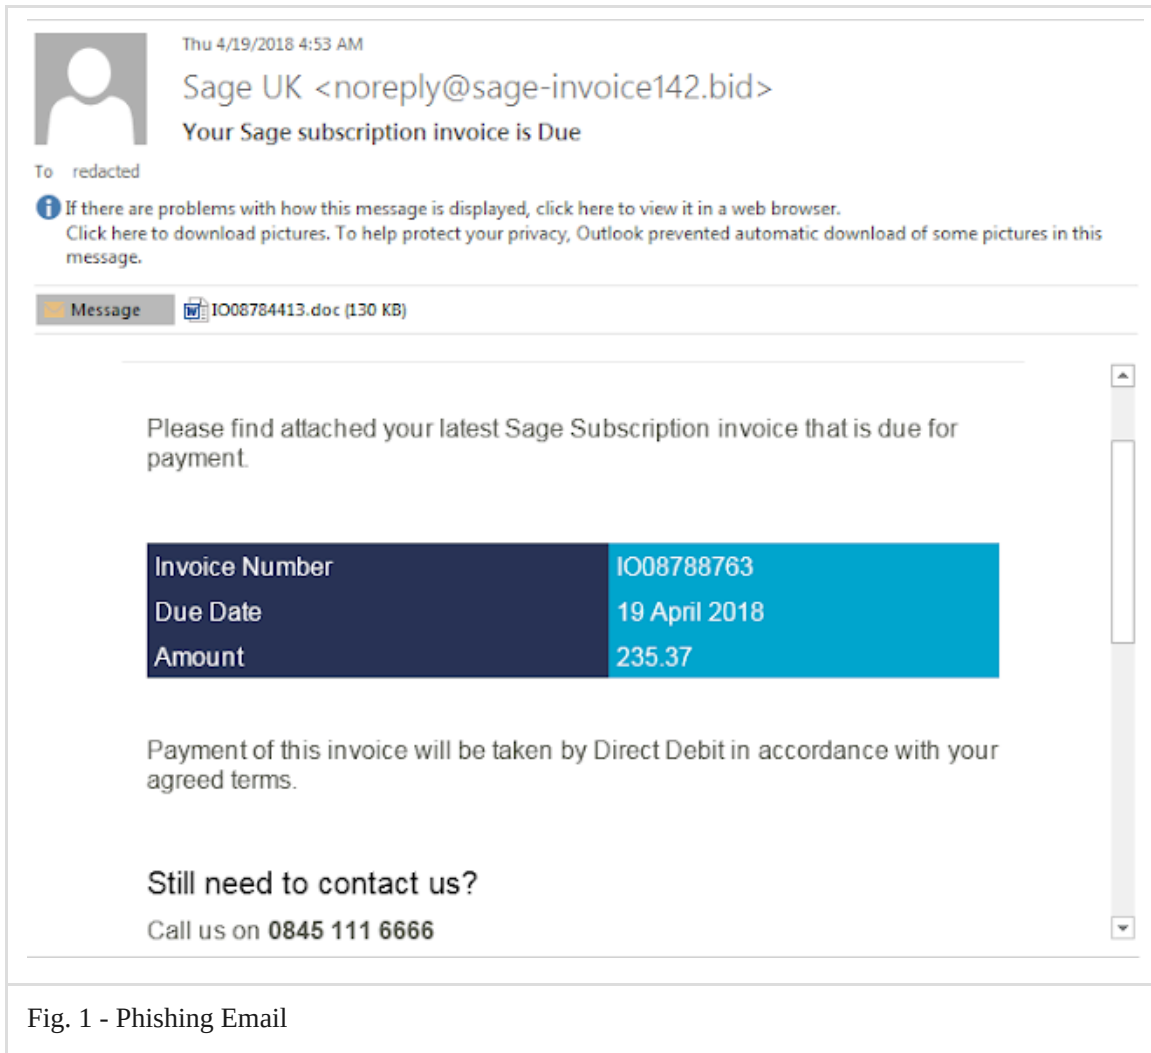 Thu 4/19/2018 4:53 AM
Sage UK <noreply@sage-invoice142.bid>
Your Sage subscription invoice is Due
To redacted
If there are problems with how this message is displayed, click here to view it in a web browser.
Click here to download pictures. To help protect your privacy, Outlook prevented automatic download of some pictures in this
message.
Message IO08784413.doc (130 KB)
Please find attached your latest Sage Subscription invoice that is due for
payment.
Invoice Number IO08788763
Due Date 19 April 2018
Amount 235.37
Payment of this invoice will be taken by Direct Debit in accordance with your
agreed terms.
Still need to contact us?
Call us on 0845 111 6666
Fig. 1 - Phishing Email